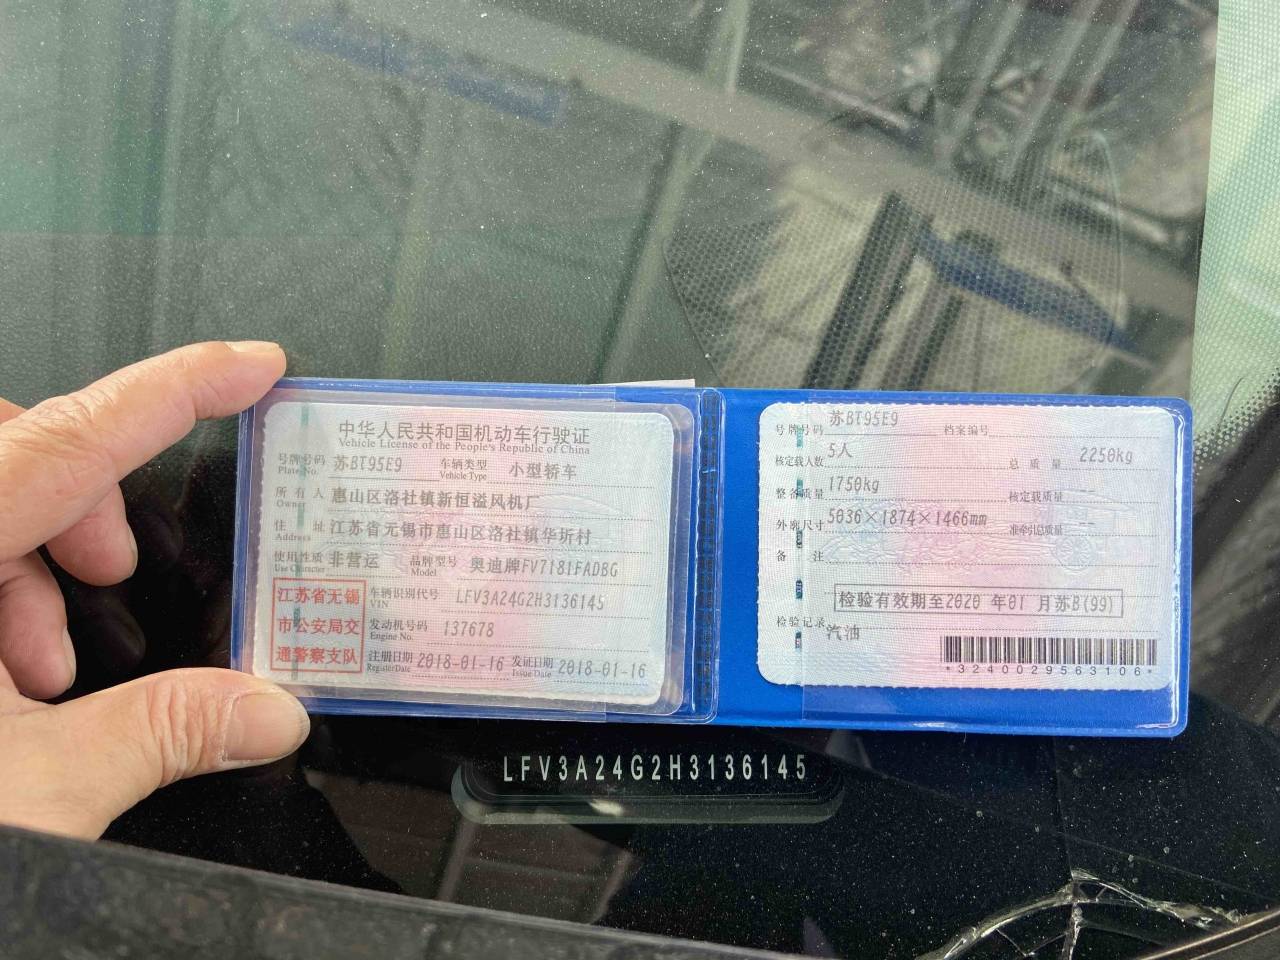 中华人民共和国机动车行驶证
Vehicle License of the People's Republic of China
号牌号码 苏BT95E9 车辆类型 小型轿车
Plate No. Vehicle Type
所有人 惠山区洛社镇新恒溢风机厂
Owner
住址 江苏省无锡市惠山区洛社镇华圻村
Address
使用性质 非营运 品牌型号 奥迪牌FV7181FADBG
Use Character Model
江苏省无锡市公安局交通警察支队
车辆识别代号 LFV3A24G2H3136145
VIN
发动机号码 137678
Engine No.
注册日期 2018-01-16 发证日期 2018-01-16
Register Date Issue Date
号牌号码 苏BT95E9 档案编号
核定载人数 5人 总质量 2250kg
整备质量 1750kg 核定载质量 --
外廓尺寸 5036×1874×1466mm 准牵引总质量 --
备注
检验有效期至2020 年01 月苏B(99)
检验记录
汽油
*3240029563106*
LFV3A24G2H3136145